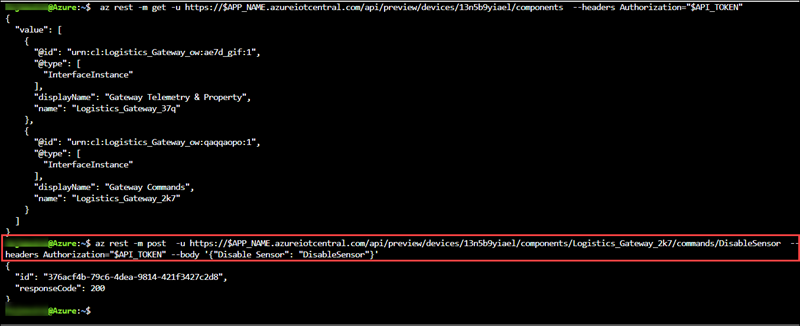 @Azure:~$ az rest -m get -u https://$APP_NAME.azureiotcentral.com/api/preview/devices/13n5b9yiael/components --headers Authorization="$API_TOKEN"
{
"value": [
{
"@id": "urn:cl:Logistics_Gateway_ow:ae7d_gif:1",
"@type": [
"InterfaceInstance"
],
"displayName": "Gateway Telemetry & Property",
"name": "Logistics_Gateway_37q"
},
{
"@id": "urn:cl:Logistics_Gateway_ow:qaqqaopo:1",
"@type": [
"InterfaceInstance"
],
"displayName": "Gateway Commands",
"name": "Logistics_Gateway_2k7"
}
]
}
@Azure:~$ az rest -m post -u https://$APP_NAME.azureiotcentral.com/api/preview/devices/13n5b9yiael/components/Logistics_Gateway_2k7/commands/DisableSensor --
headers Authorization="$API_TOKEN" --body '{"Disable Sensor": "DisableSensor"}'
{
"id": "376acf4b-79c6-4dea-9814-421f3427c2d8",
"responseCode": 200
}
@Azure:~$